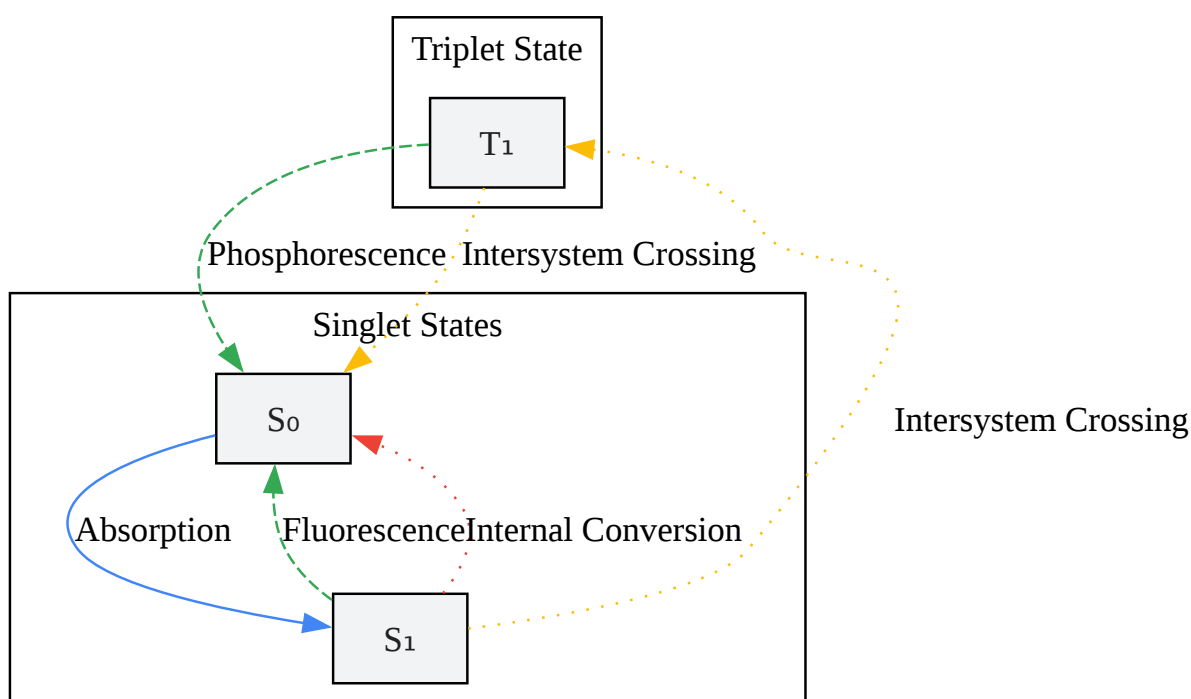 Triplet State
T₁
Phosphorescence
Intersystem Crossing
Singlet States
S₀
Intersystem Crossing
Absorption
Fluorescence
Internal Conversion
S₁